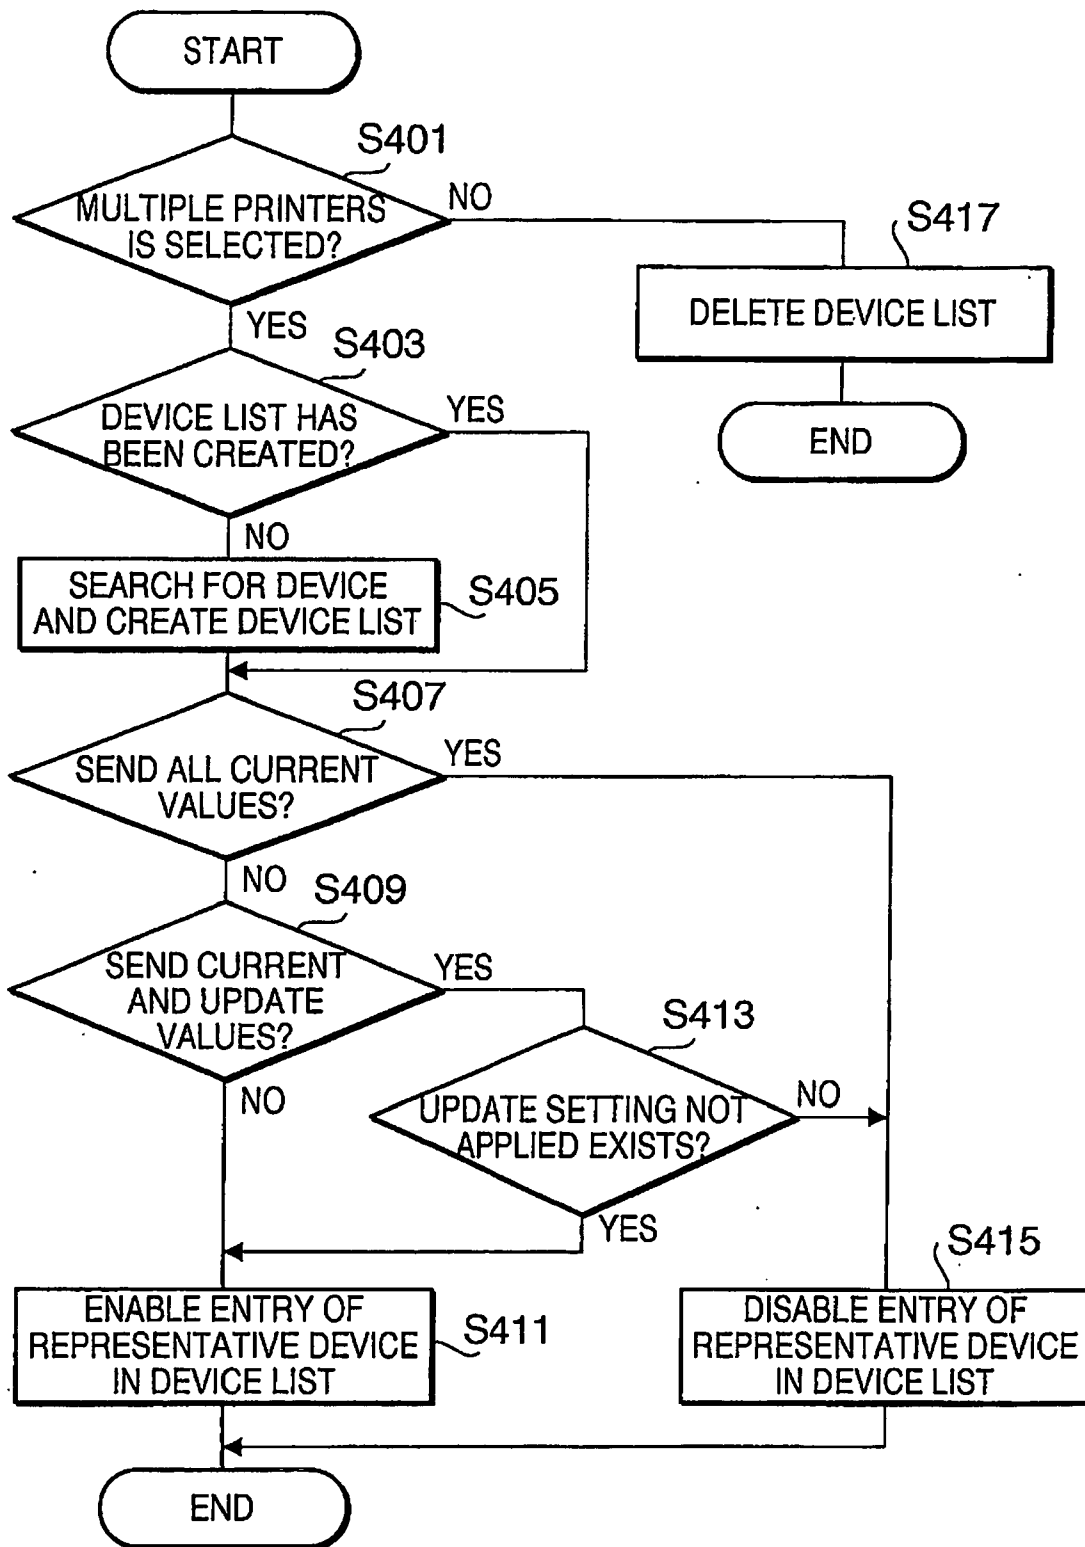 START
S401
MULTIPLE PRINTERS
IS SELECTED?
NO
YES
S417
DELETE DEVICE LIST
END
S403
DEVICE LIST HAS
BEEN CREATED?
YES
NO
SEARCH FOR DEVICE
AND CREATE DEVICE LIST
S405
S407
SEND ALL CURRENT
VALUES?
YES
NO
S409
SEND CURRENT
AND UPDATE
VALUES?
YES
NO
S413
UPDATE SETTING NOT
APPLIED EXISTS?
NO
YES
ENABLE ENTRY OF
REPRESENTATIVE DEVICE
IN DEVICE LIST
S411
S415
DISABLE ENTRY OF
REPRESENTATIVE DEVICE
IN DEVICE LIST
END